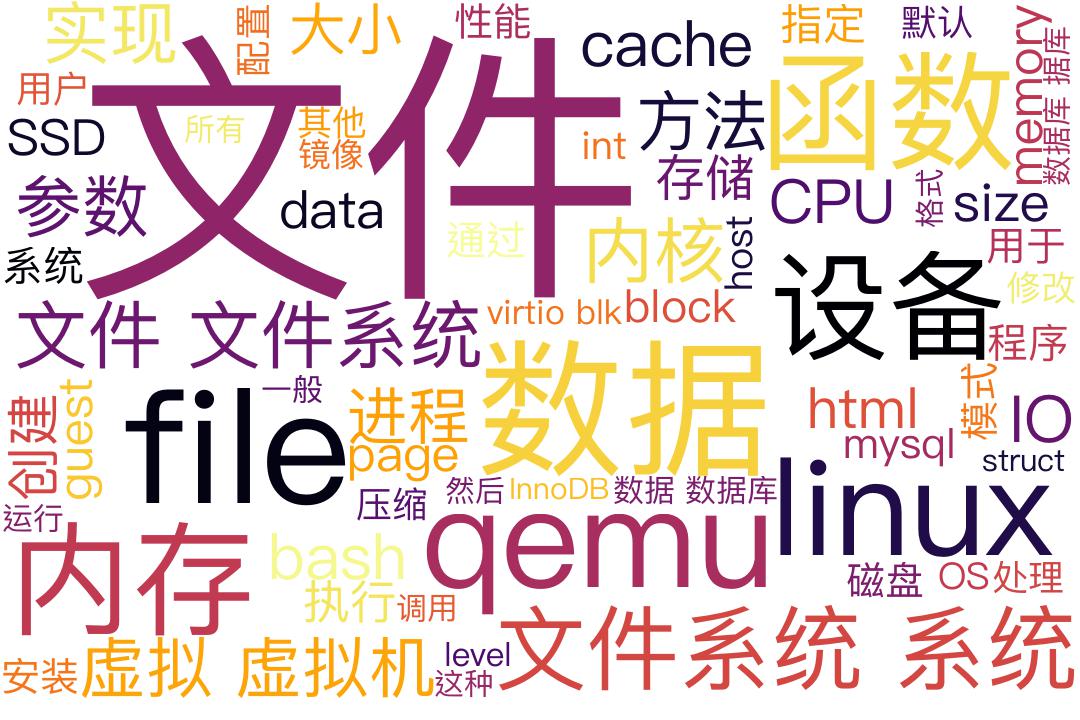 实现
配置
大小
性能
cache
指定
默认
memory
数据库 据库
用户
文件
函数
SSD
所有
其他
镜像
int
方法
存储
参数
data
CPU
格式
size
通过
内核
host
用于
系统
设备
修改
文件 文件系统
virtio blk
block
程序
数据
一般
file
进程
page
html
模式
IO
创建
guest
mysql
struct
压缩
然后
InnoDB
数据 数据库
linux
运行
qemu
内存
bash
磁盘
OS
处理
执行
调用
文件系统 系统
安装
虚拟 虚拟机
level
这种